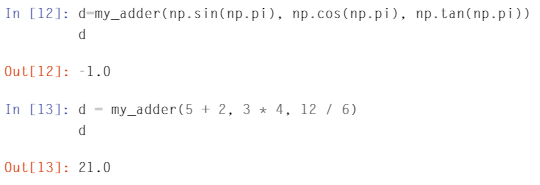 In [12]: d=my_adder(np.sin(np.pi), np.cos(np.pi), np.tan(np.pi))
d
Out[12]: -1.0
In [13]: d = my_adder(5 + 2, 3 * 4, 12 / 6)
d
Out[13]: 21.0